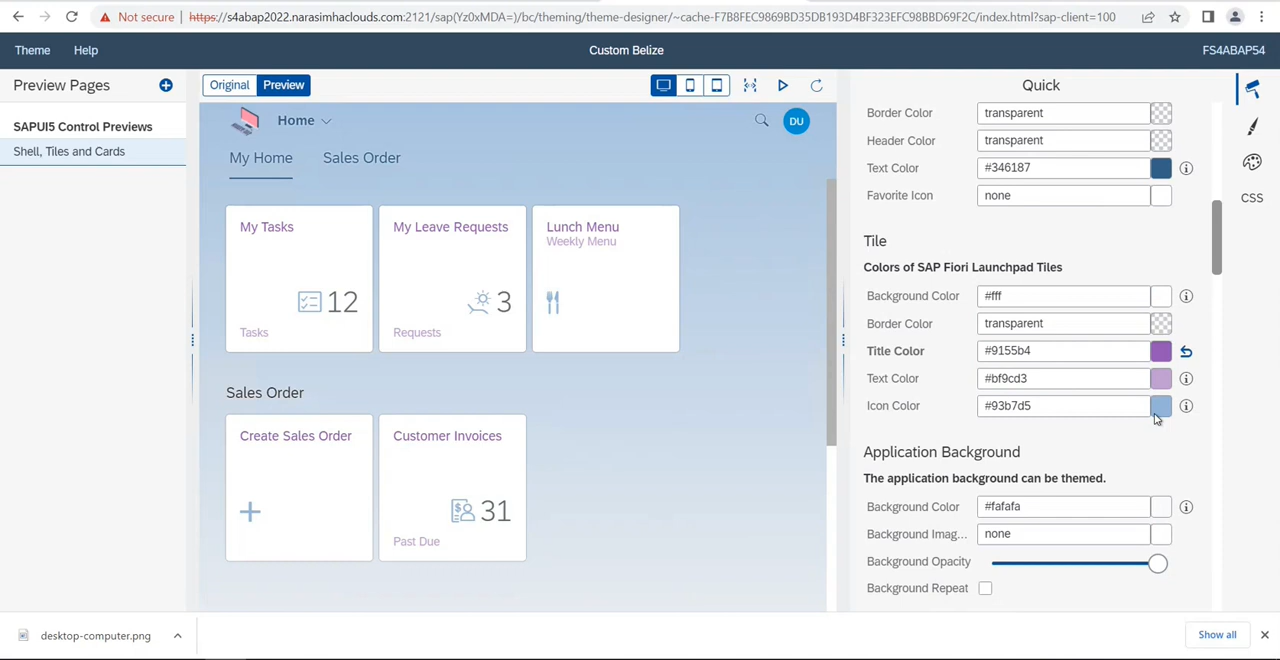 Not secure | https://s4abap2022.narasimhaclouds.com:2121/sap(Yz0xMDA=)/bc/theming/theme-designer/~cache-F7B8FEC9869BD35DB193D4BF323EFC98BBD69F2C/index.html?sap-client=100
Theme Help Custom Belize FS4ABAP54
Preview Pages
SAPUI5 Control Previews
Shell, Tiles and Cards
Original Preview
Home DU
My Home Sales Order
My Tasks
12
Tasks
My Leave Requests
3
Requests
Lunch Menu
Weekly Menu
Sales Order
Create Sales Order
Customer Invoices
31
Past Due
Quick
Border Color transparent
Header Color transparent
Text Color #346187
Favorite Icon none
Tile
Colors of SAP Fiori Launchpad Tiles
Background Color #fff
Border Color transparent
Title Color #9155b4
Text Color #bf9cd3
Icon Color #93b7d5
Application Background
The application background can be themed.
Background Color #fafafa
Background Imag... none
Background Opacity
Background Repeat
CSS
desktop-computer.png
Show all